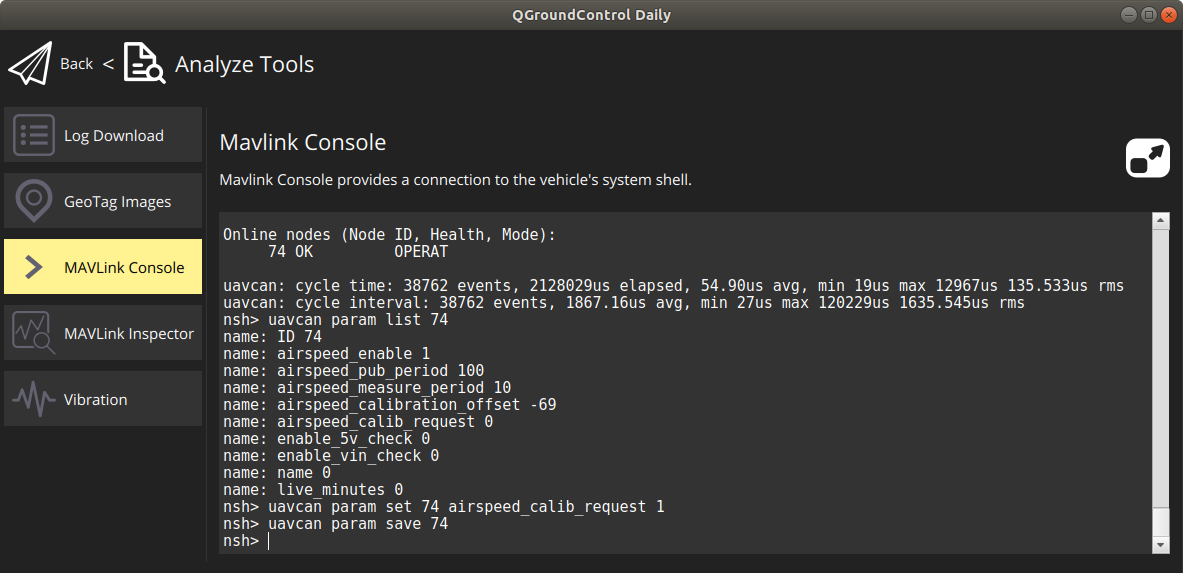 QGroundControl Daily
Back < Analyze Tools
Log Download
GeoTag Images
MAVLink Console
MAVLink Inspector
Vibration
Mavlink Console
Mavlink Console provides a connection to the vehicle's system shell.
Online nodes (Node ID, Health, Mode):
74 OK OPERAT
uavcan: cycle time: 38762 events, 2128029us elapsed, 54.90us avg, min 19us max 12967us 135.533us rms
uavcan: cycle interval: 38762 events, 1867.16us avg, min 27us max 120229us 1635.545us rms
nsh> uavcan param list 74
name: ID 74
name: airspeed_enable 1
name: airspeed_pub_period 100
name: airspeed_measure_period 10
name: airspeed_calibration_offset -69
name: airspeed_calib_request 0
name: enable_5v_check 0
name: enable_vin_check 0
name: name 0
name: live_minutes 0
nsh> uavcan param set 74 airspeed_calib_request 1
nsh> uavcan param save 74
nsh>